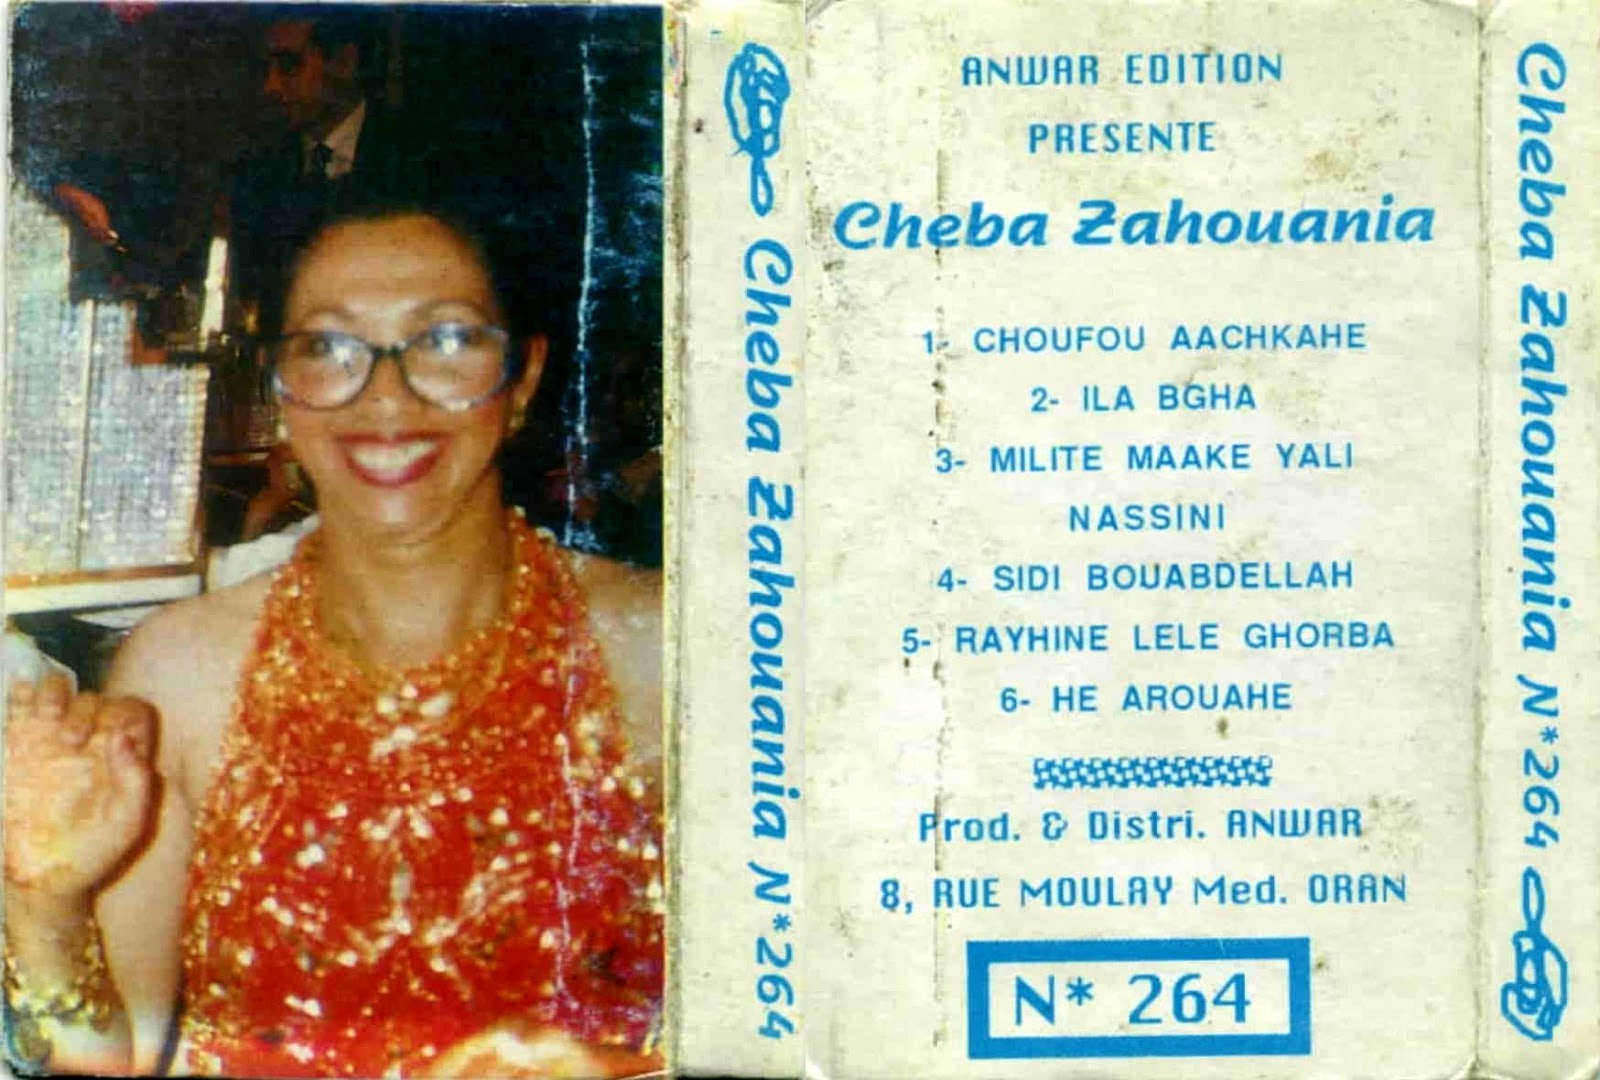 Cheba Zahouania N* 264
ANWAR EDITION
PRESENTE
Cheba Zahouania
1- CHOUFOU AACHKAHE
2- ILA BGHA
3- MILITE MAAKE YALI
NASSINI
4- SIDI BOUABDELLAH
5- RAYHINE LELE GHORBA
6- HE AROUAHE
Prod. & Distri. ANWAR
8, RUE MOULAY Med. ORAN
N* 264
Cheba Zahouania N* 264